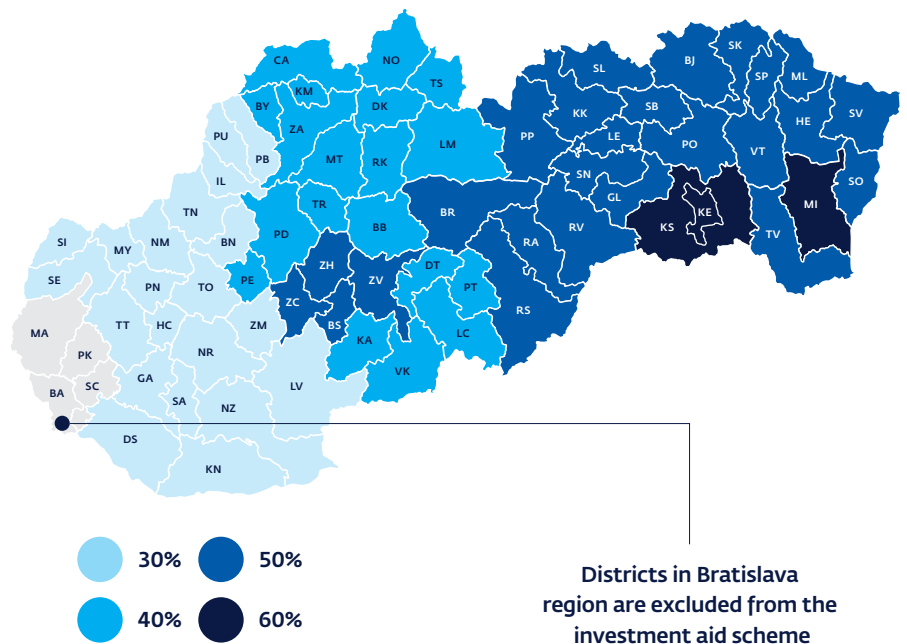 CA
NO
TS
KM
BY
DK
ZA
MT
RK
LM
PU
PB
IL
TN
TR
PD
BB
BN
SI
MY
NM
SE
PN
TO
PE
MA
TT
HC
ZM
PK
NR
GA
BA
SC
SA
NZ
LV
DS
KN
ZH
ZC
ZV
BS
KA
VK
DT
PT
LC
BR
RA
RV
RS
PP
SL
KK
LE
SB
BJ
SK
SP
ML
HE
SV
PO
VT
SN
GL
KS
KE
MI
SO
TV
30%
50%
40%
60%
Districts in Bratislava
region are excluded from the
investment aid scheme